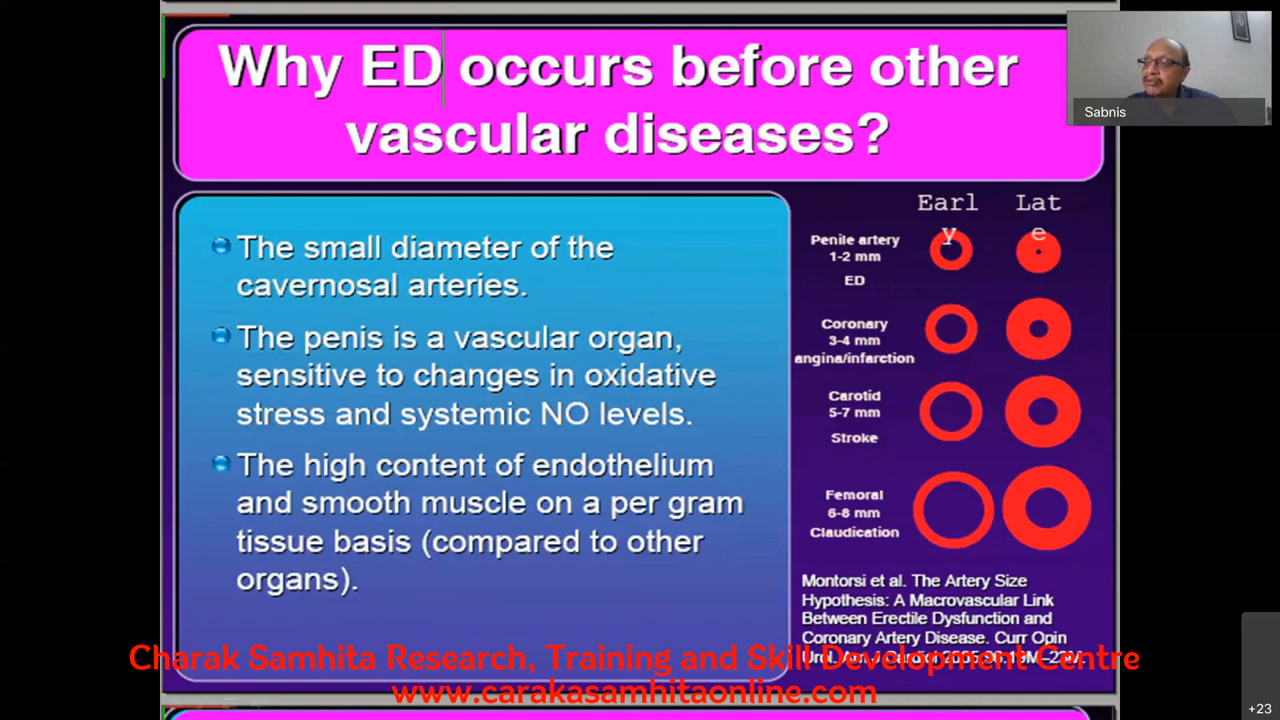 Why ED occurs before other
vascular diseases?
Sabnis
The small diameter of the
cavernosal arteries.
The penis is a vascular organ,
sensitive to changes in oxidative
stress and systemic NO levels.
The high content of endothelium
and smooth muscle on a per gram
tissue basis (compared to other
organs).
Earl
y
Lat
e
Penile artery
1-2 mm
ED
Coronary
3-4 mm
angina/infarction
Carotid
5-7 mm
Stroke
Femoral
6-8 mm
Claudication
Montorsi et al. The Artery Size
Hypothesis: A Macrovascular Link
Between Erectile Dysfunction and
Coronary Artery Disease. Curr Opin
Charak Samhita Research, Training and Skill Development Centre
www.carakasamhitaonline.com
+23